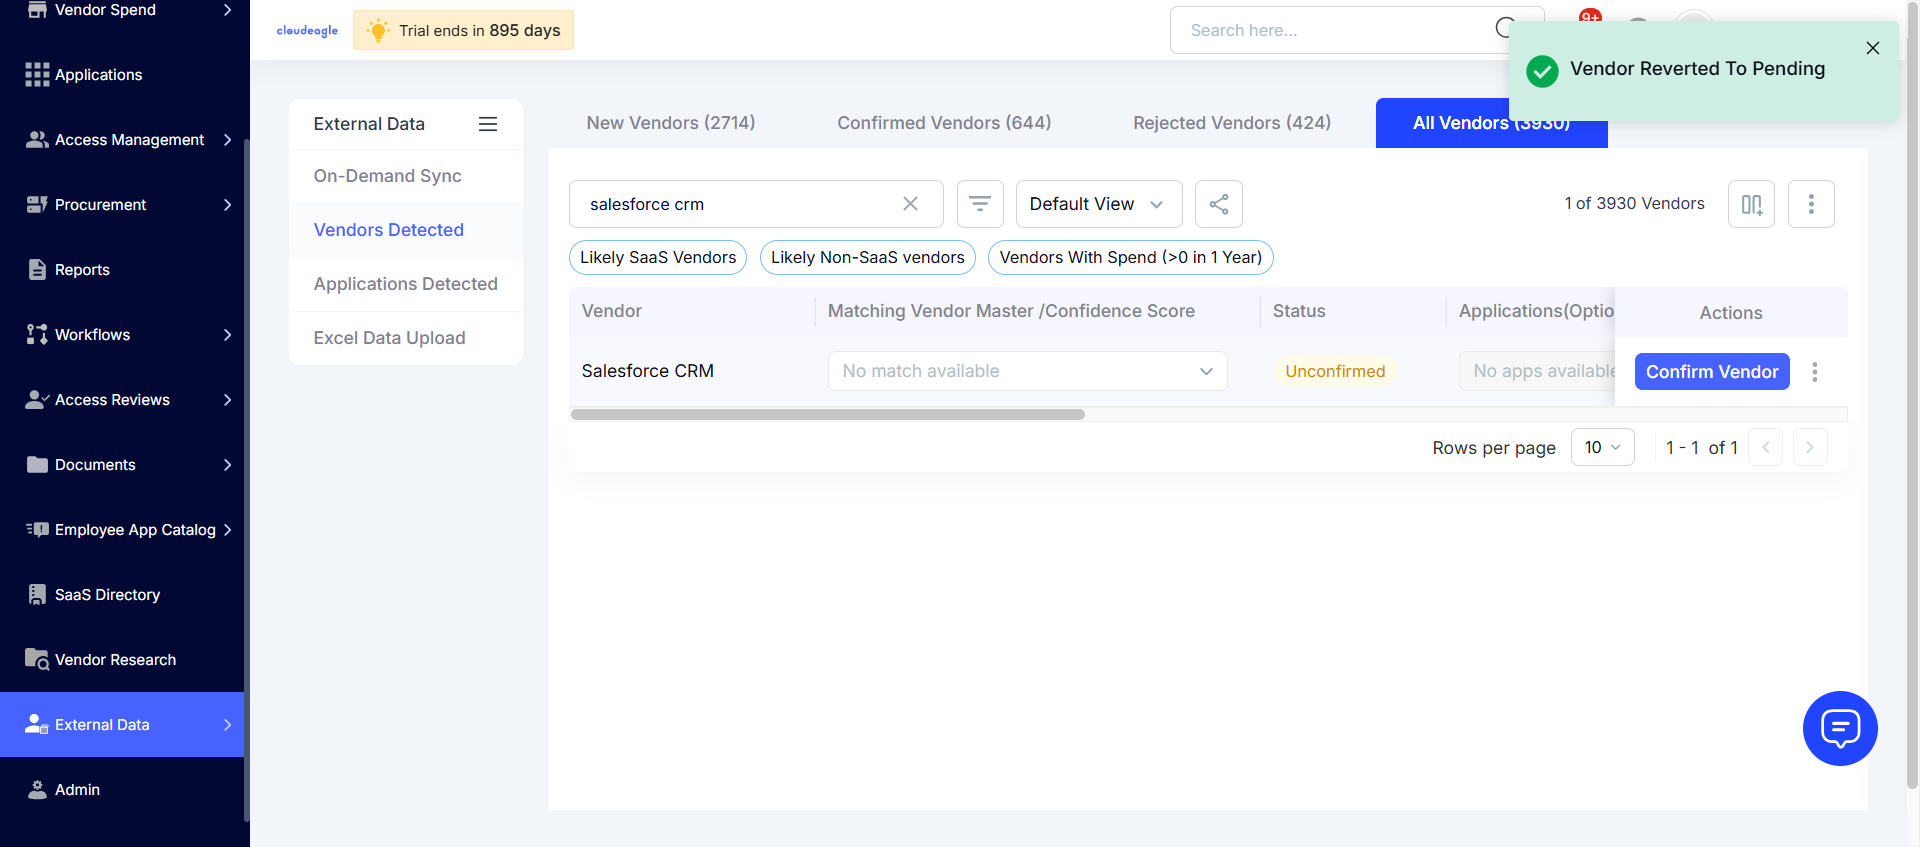 Vendor Spend
Applications
Access Management
Procurement
Reports
Workflows
Access Reviews
Documents
Employee App Catalog
SaaS Directory
Vendor Research
External Data
Admin
cloudeagle
Trial ends in 895 days
Search here...
9+
Vendor Reverted To Pending
External Data
On-Demand Sync
Vendors Detected
Applications Detected
Excel Data Upload
New Vendors (2714)
Confirmed Vendors (644)
Rejected Vendors (424)
All Vendors (3930)
salesforce crm
Default View
1 of 3930 Vendors
Likely SaaS Vendors
Likely Non-SaaS vendors
Vendors With Spend (>0 in 1 Year)
Vendor
Matching Vendor Master /Confidence Score
Status
Applications(Optio
Actions
Salesforce CRM
No match available
Unconfirmed
No apps available
Confirm Vendor
Rows per page
10
1 - 1 of 1